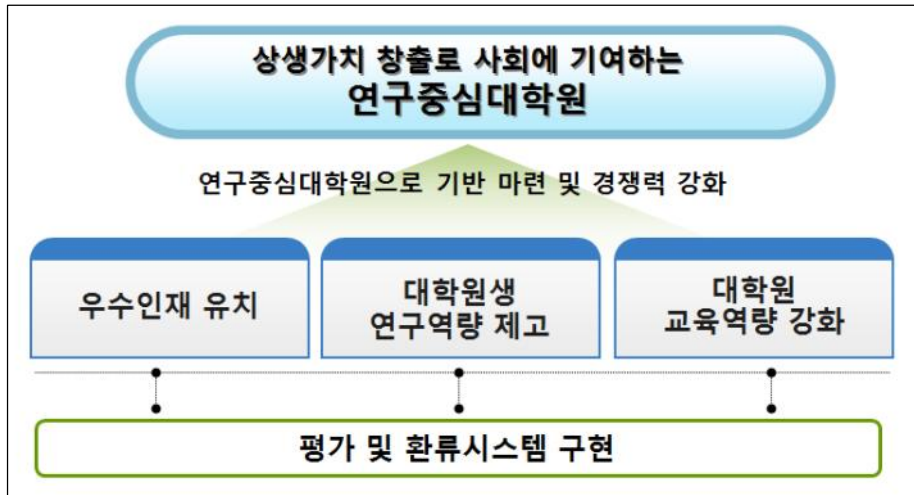 상생가치 창출로 사회에 기여하는
연구중심대학원
연구중심대학원으로 기반 마련 및 경쟁력 강화
우수인재 유치
대학원생
연구역량 제고
대학원
교육역량 강화
평가 및 환류시스템 구현